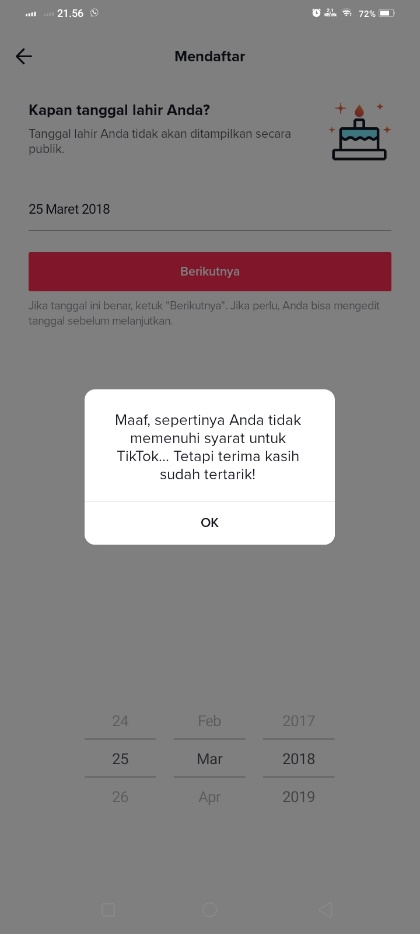 21.56
72%
Mendaftar
Kapan tanggal lahir Anda?
Tanggal lahir Anda tidak akan ditampilkan secara
publik.
25 Maret 2018
Berikutnya
Jika tanggal ini benar, ketuk "Berikutnya". Jika perlu, Anda bisa mengedit
tanggal sebelum melanjutkan.
Maaf, sepertinya Anda tidak
memenuhi syarat untuk
TikTok... Tetapi terima kasih
sudah tertarik!
OK
24 Feb 2017
25 Mar 2018
26 Apr 2019